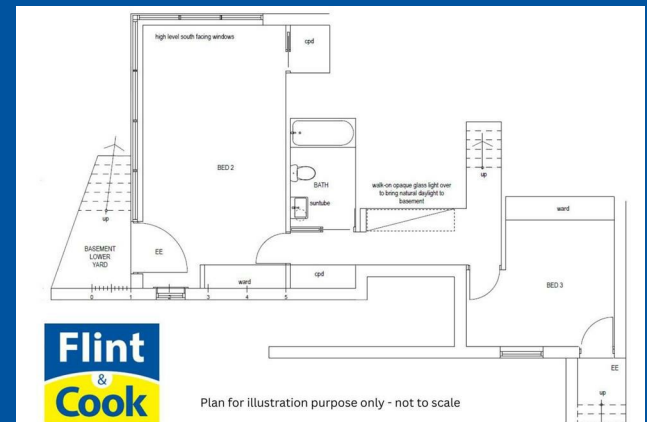 high level south facing windows
cpd
BED 2
BATH
suntube
walk-on opaque glass light over
to bring natural daylight to
basement
up
ward
up
BASEMENT
LOWER
YARD
EE
ward
cpd
BED 3
0 1 2 3 4 5
EE
up
Flint
&
Cook
Plan for illustration purpose only - not to scale